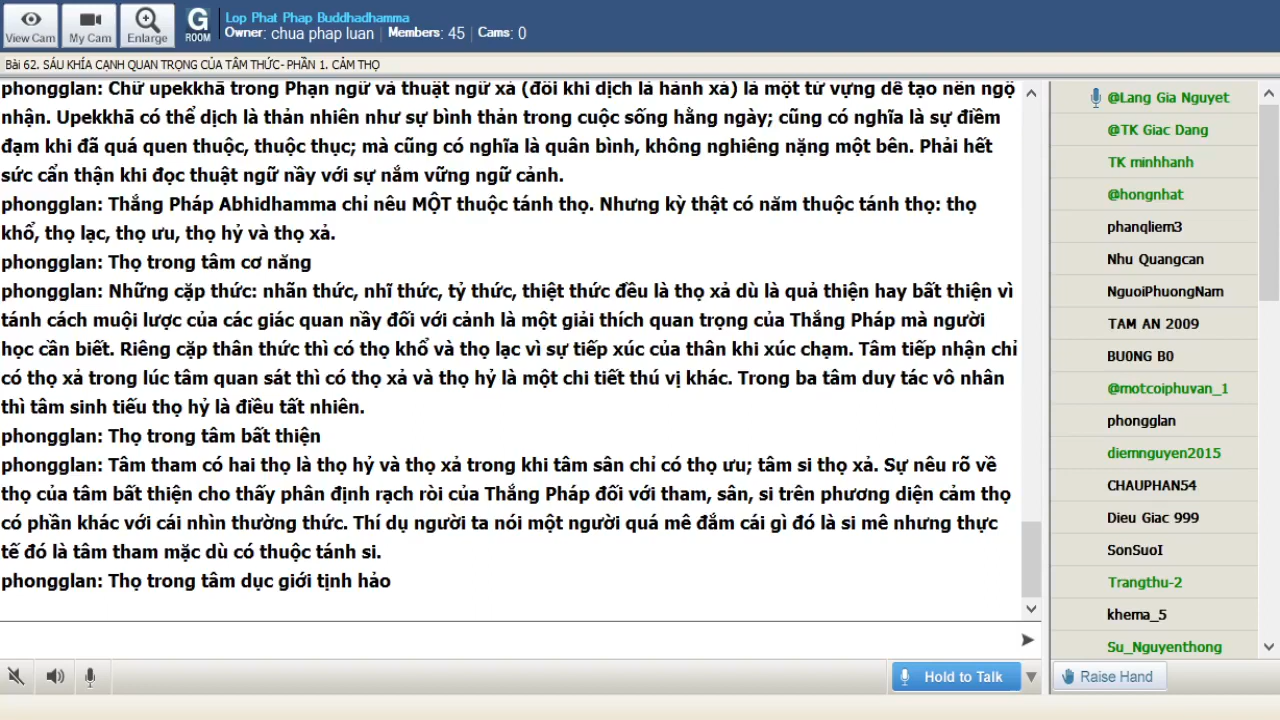 View Cam
My Cam
Enlarge
G
ROOM
Lop Phat Phap Buddhadhamma
Owner: chua phap luan | Members: 45 | Cams: 0
Bài 62. SÁU KHÍA CẠNH QUAN TRỌNG CỦA TÂM THỨC- PHẦN 1. CẢM THỌ
phongglan: Chữ upekkhã trong Phạn ngữ và thuật ngữ xả (đôi khi dịch là hành xả) là một từ vựng dễ tạo nên ngộ
nhận. Upekkhã có thể dịch là thản nhiên như sự bình thản trong cuộc sống hằng ngày; cũng có nghĩa là sự điềm
đạm khi đã quá quen thuộc, thuộc thục; mà cũng có nghĩa là quân bình, không nghiêng nặng một bên. Phải hết
sức cẩn thận khi đọc thuật ngữ nầy với sự nắm vững ngữ cảnh.
phongglan: Thắng Pháp Abhidhamma chỉ nêu MỘT thuộc tánh thọ. Nhưng kỳ thật có năm thuộc tánh thọ: thọ
khổ, thọ lạc, thọ ưu, thọ hỷ và thọ xả.
phongglan: Thọ trong tâm cơ năng
phongglan: Những cặp thức: nhãn thức, nhĩ thức, tỷ thức, thiệt thức đều là thọ xả dù là quả thiện hay bất thiện vì
tánh cách muội lược của các giác quan nầy đối với cảnh là một giải thích quan trọng của Thắng Pháp mà người
học cần biết. Riêng cặp thân thức thì có thọ khổ và thọ lạc vì sự tiếp xúc của thân khi xúc chạm. Tâm tiếp nhận chỉ
có thọ xả trong lúc tâm quan sát thì có thọ xả và thọ hỷ là một chi tiết thú vị khác. Trong ba tâm duy tác vô nhân
thì tâm sinh tiếu thọ hỷ là điều tất nhiên.
phongglan: Thọ trong tâm bất thiện
phongglan: Tâm tham có hai thọ là thọ hỷ và thọ xả trong khi tâm sân chỉ có thọ ưu; tâm si thọ xả. Sự nêu rõ về
thọ của tâm bất thiện cho thấy phân định rạch ròi của Thắng Pháp đối với tham, sân, si trên phương diện cảm thọ
có phần khác với cái nhìn thường thức. Thí dụ người ta nói một người quá mê đắm cái gì đó là si mê nhưng thực
tế đó là tâm tham mặc dù có thuộc tánh si.
phongglan: Thọ trong tâm dục giới tịnh hảo
@Lang Gia Nguyet
@TK Giac Dang
TK minhhanh
@hongnhat
phanqliem3
Nhu Quangcan
NguoiPhuongNam
TAM AN 2009
BU0NG B0
@motcoiphuvan_1
phongglan
diemnguyen2015
CHAUPHAN54
Dieu Giac 999
SonSuoI
Trangthu-2
khema_5
Su_Nguyenthong
Hold to Talk
Raise Hand